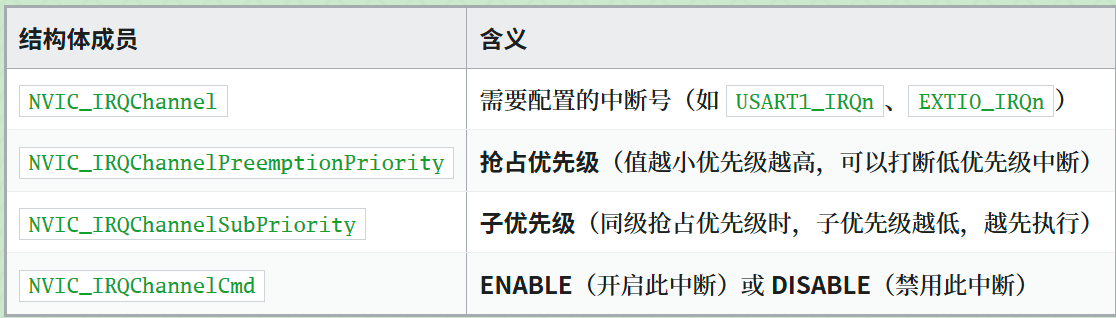 结构体成员 含义
NVIC_IRQChannel 需要配置的中断号（如 USART1_IRQn、EXTI0_IRQn）
NVIC_IRQChannelPreemptionPriority 抢占优先级（值越小优先级越高，可以打断低优先级中断）
NVIC_IRQChannelSubPriority 子优先级（同级抢占优先级时，子优先级越低，越先执行）
NVIC_IRQChannelCmd ENABLE（开启此中断）或 DISABLE（禁用此中断）